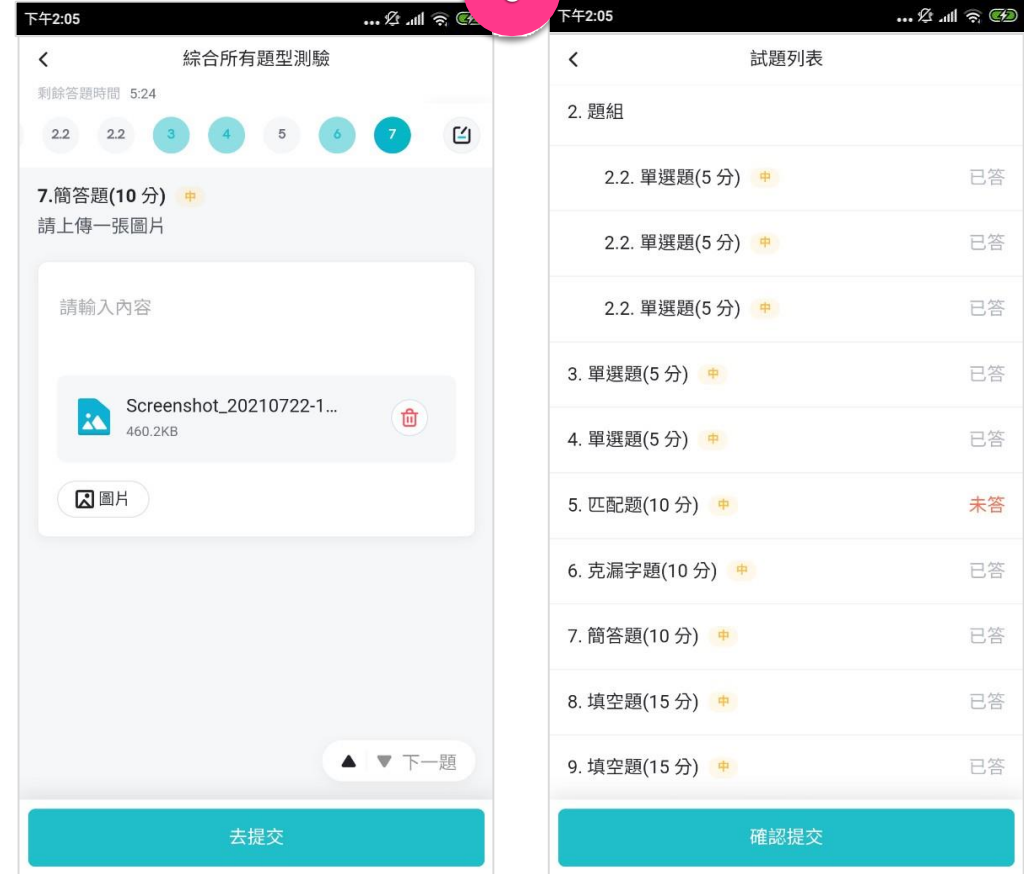 下午2:05
綜合所有題型測驗
剩餘答題時間 5:24
2.2 2.2 3 4 5 6 7
7.簡答題(10 分) 中
請上傳一張圖片
請輸入內容
Screenshot_20210722-1...
460.2KB
圖片
下一題
去提交
下午2:05
試題列表
2. 題組
2.2. 單選題(5 分) 中 已答
2.2. 單選題(5 分) 中 已答
2.2. 單選題(5 分) 中 已答
3. 單選題(5 分) 中 已答
4. 單選題(5 分) 中 已答
5. 匹配题(10 分) 中 未答
6. 克漏字題(10 分) 中 已答
7. 簡答題(10 分) 中 已答
8. 填空題(15 分) 中 已答
9. 填空題(15 分) 中 已答
確認提交